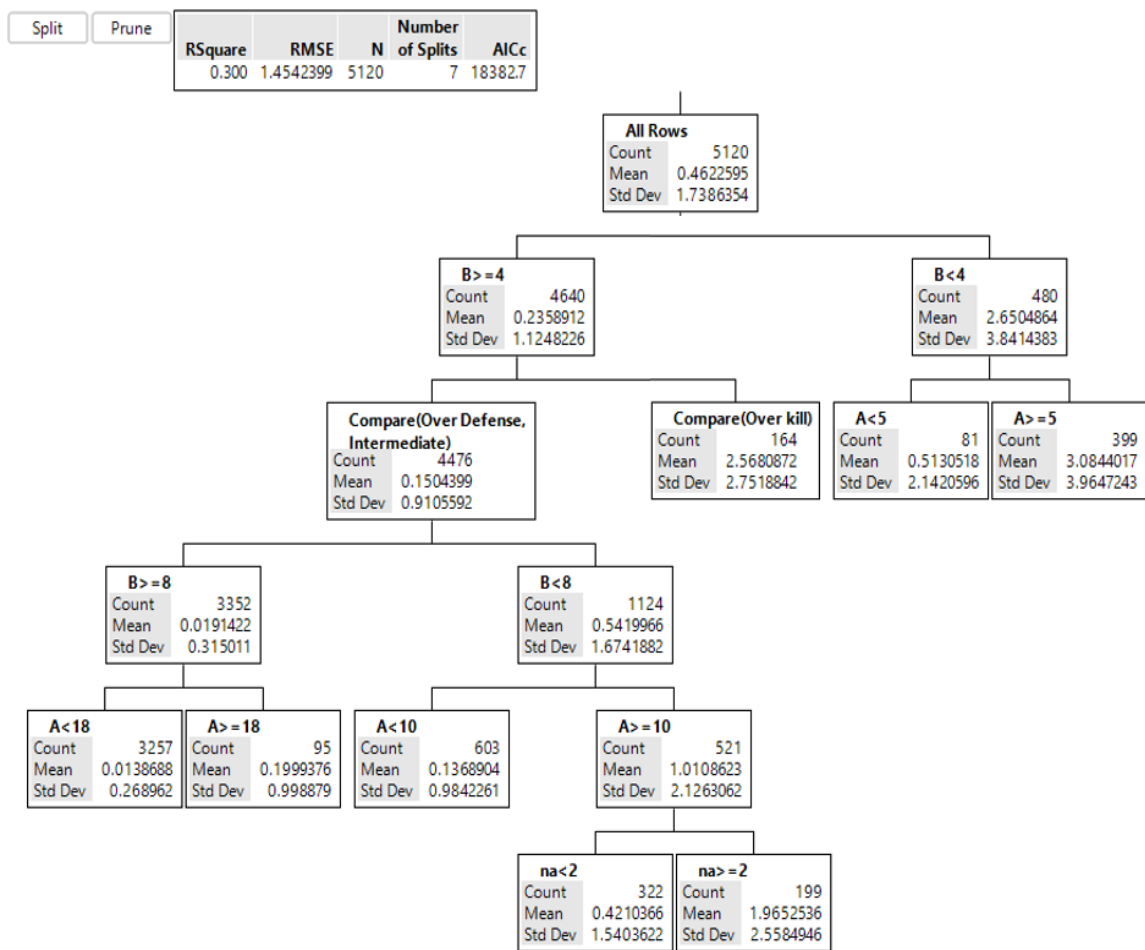 Split Prune
Number
RSquare RMSE N of Splits AICc
0.300 1.4542399 5120 7 18382.7
All Rows
Count 5120
Mean 0.4622595
Std Dev 1.7386354
B>=4
Count 4640
Mean 0.2358912
Std Dev 1.1248226
B<4
Count 480
Mean 2.6504864
Std Dev 3.8414383
Compare(Over Defense,
Intermediate)
Count 4476
Mean 0.1504399
Std Dev 0.9105592
Compare(Over kill)
Count 164
Mean 2.5680872
Std Dev 2.7518842
A<5
Count 81
Mean 0.5130518
Std Dev 2.1420596
A>=5
Count 399
Mean 3.0844017
Std Dev 3.9647243
B>=8
Count 3352
Mean 0.0191422
Std Dev 0.315011
B<8
Count 1124
Mean 0.5419966
Std Dev 1.6741882
A<18
Count 3257
Mean 0.0138688
Std Dev 0.268962
A>=18
Count 95
Mean 0.1999376
Std Dev 0.998879
A<10
Count 603
Mean 0.1368904
Std Dev 0.9842261
A>=10
Count 521
Mean 1.0108623
Std Dev 2.1263062
na<2
Count 322
Mean 0.4210366
Std Dev 1.5403622
na>=2
Count 199
Mean 1.9652536
Std Dev 2.5584946